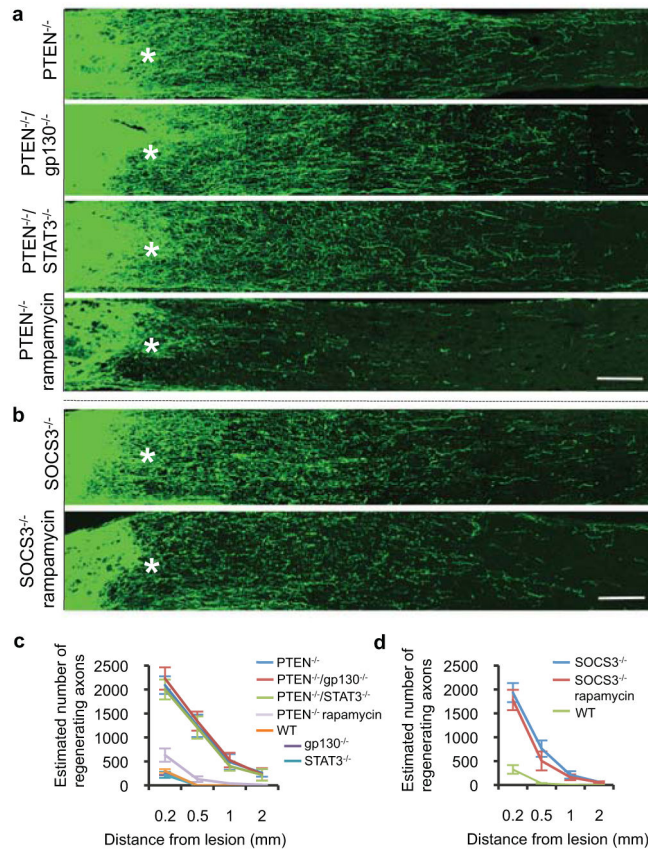 a
PTEN-/-
PTEN-/-/
gp130-/-
PTEN-/-/
STAT3-/-
PTEN-/-
rampamycin
b
SOCS3-/-
SOCS3-/-
rampamycin
c
Estimated number of
regenerating axons
2500
2000
1500
1000
500
0
0.2 0.5 1 2
Distance from lesion (mm)
PTEN-/-
PTEN-/-/gp130-/-
PTEN-/-/STAT3-/-
PTEN-/- rapamycin
WT
gp130-/-
STAT3-/-
d
Estimated number of
regenerating axons
2500
2000
1500
1000
500
0
0.2 0.5 1 2
Distance from lesion (mm)
SOCS3-/-
SOCS3-/-
rapamycin
WT